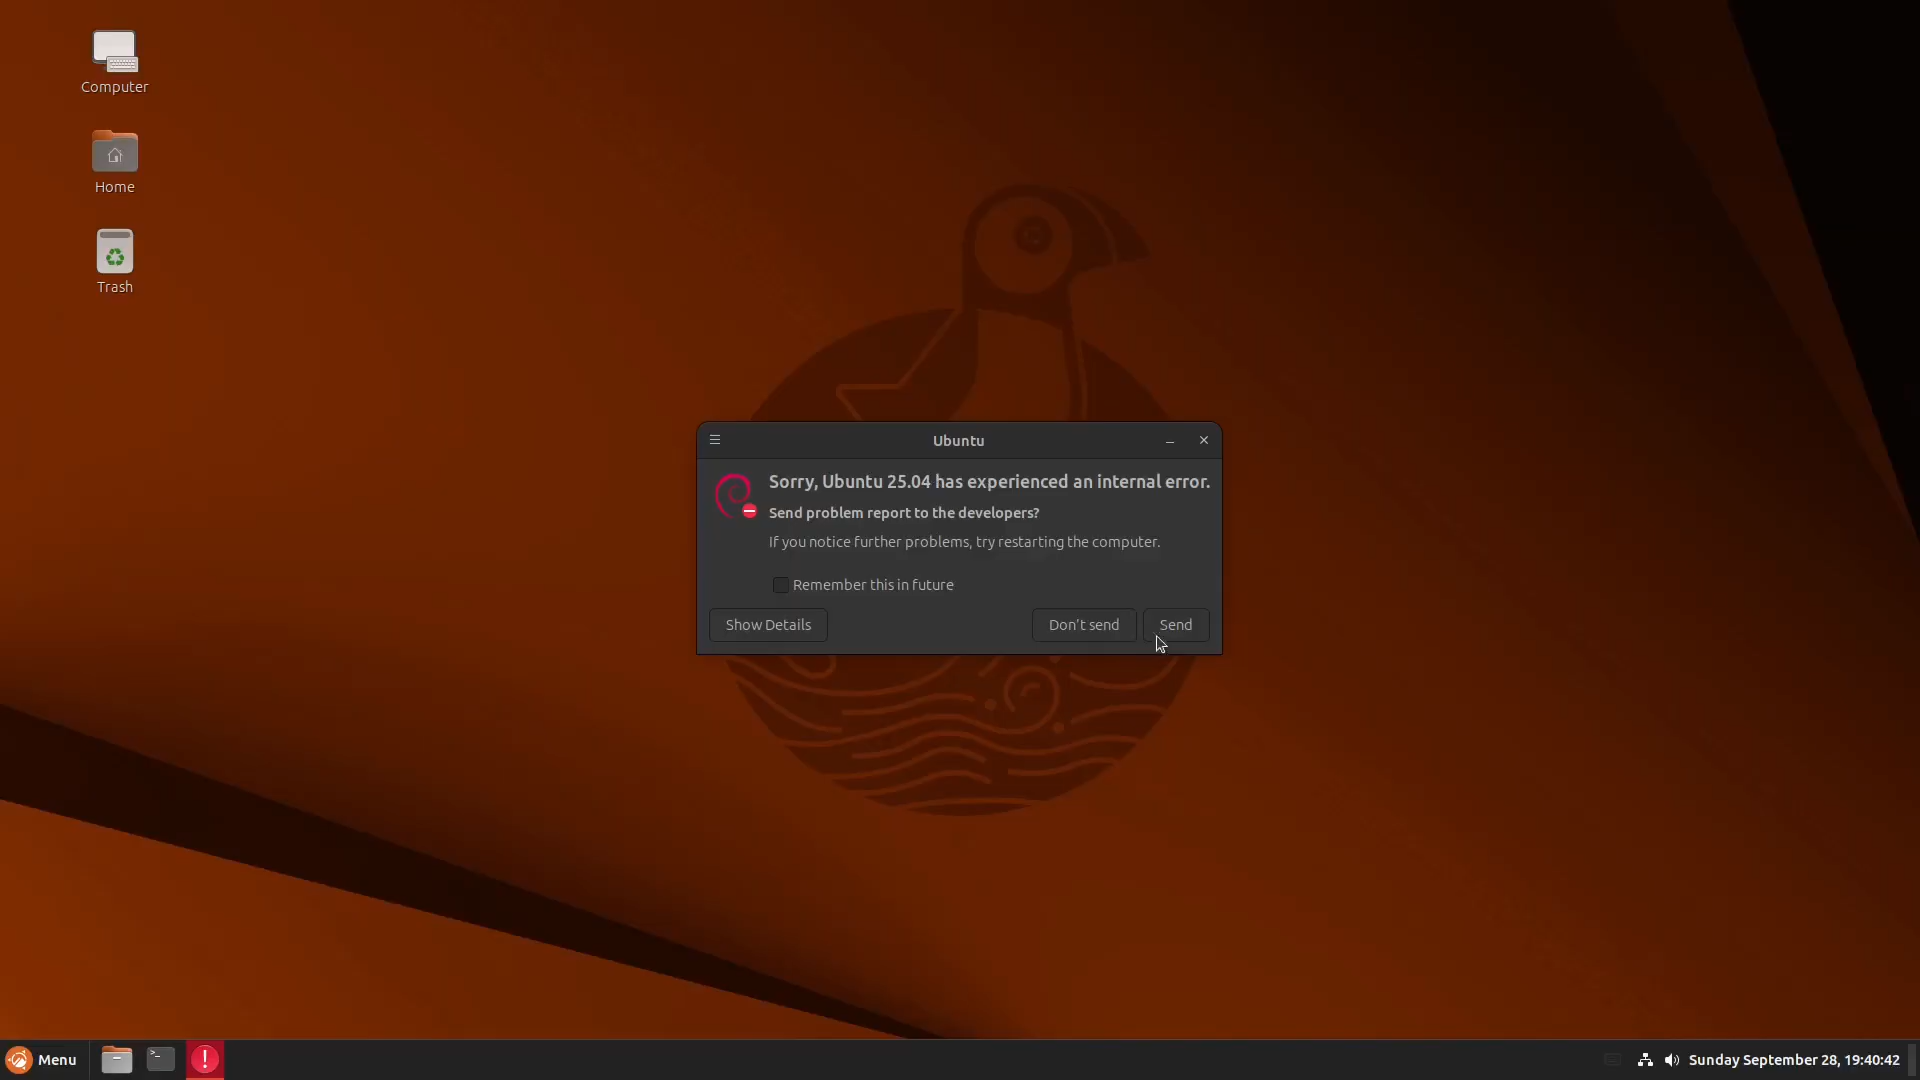 Computer
Home
Trash
Ubuntu
Sorry, Ubuntu 25.04 has experienced an internal error.
Send problem report to the developers?
If you notice further problems, try restarting the computer.
Remember this in future
Show Details
Don't send
Send
Menu
Sunday September 28, 19:40:42